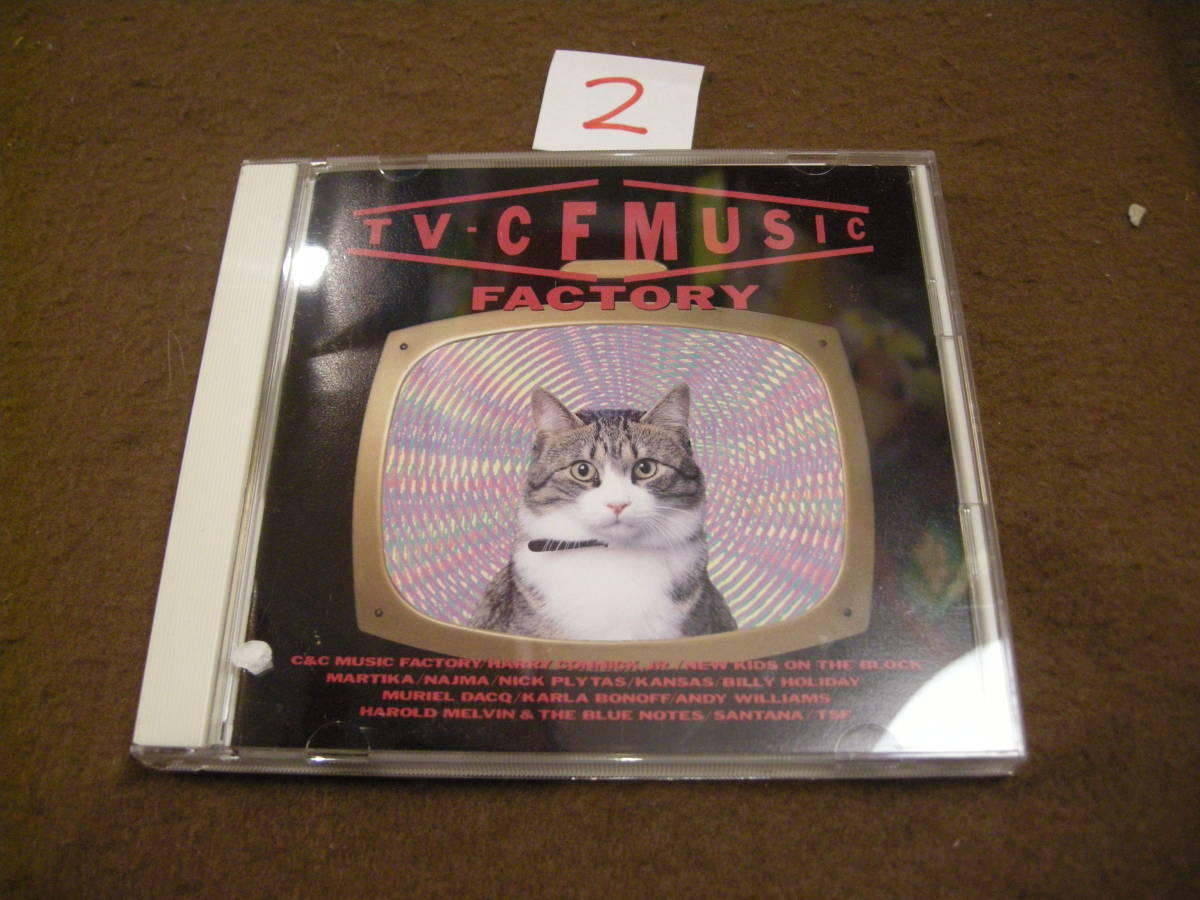 2
TV-CFMUSIC
FACTORY
C&C MUSIC FACTORY/HARRY CONNICK, JR./NEW KIDS ON THE BLOCK
MARTIKA/NAJMA/NICK PLYTAS/KANSAS/BILLY HOLIDAY
MURIEL DACQ/KARLA BONOFF/ANDY WILLIAMS
HAROLD MELVIN & THE BLUE NOTES/SANTANA/TSF